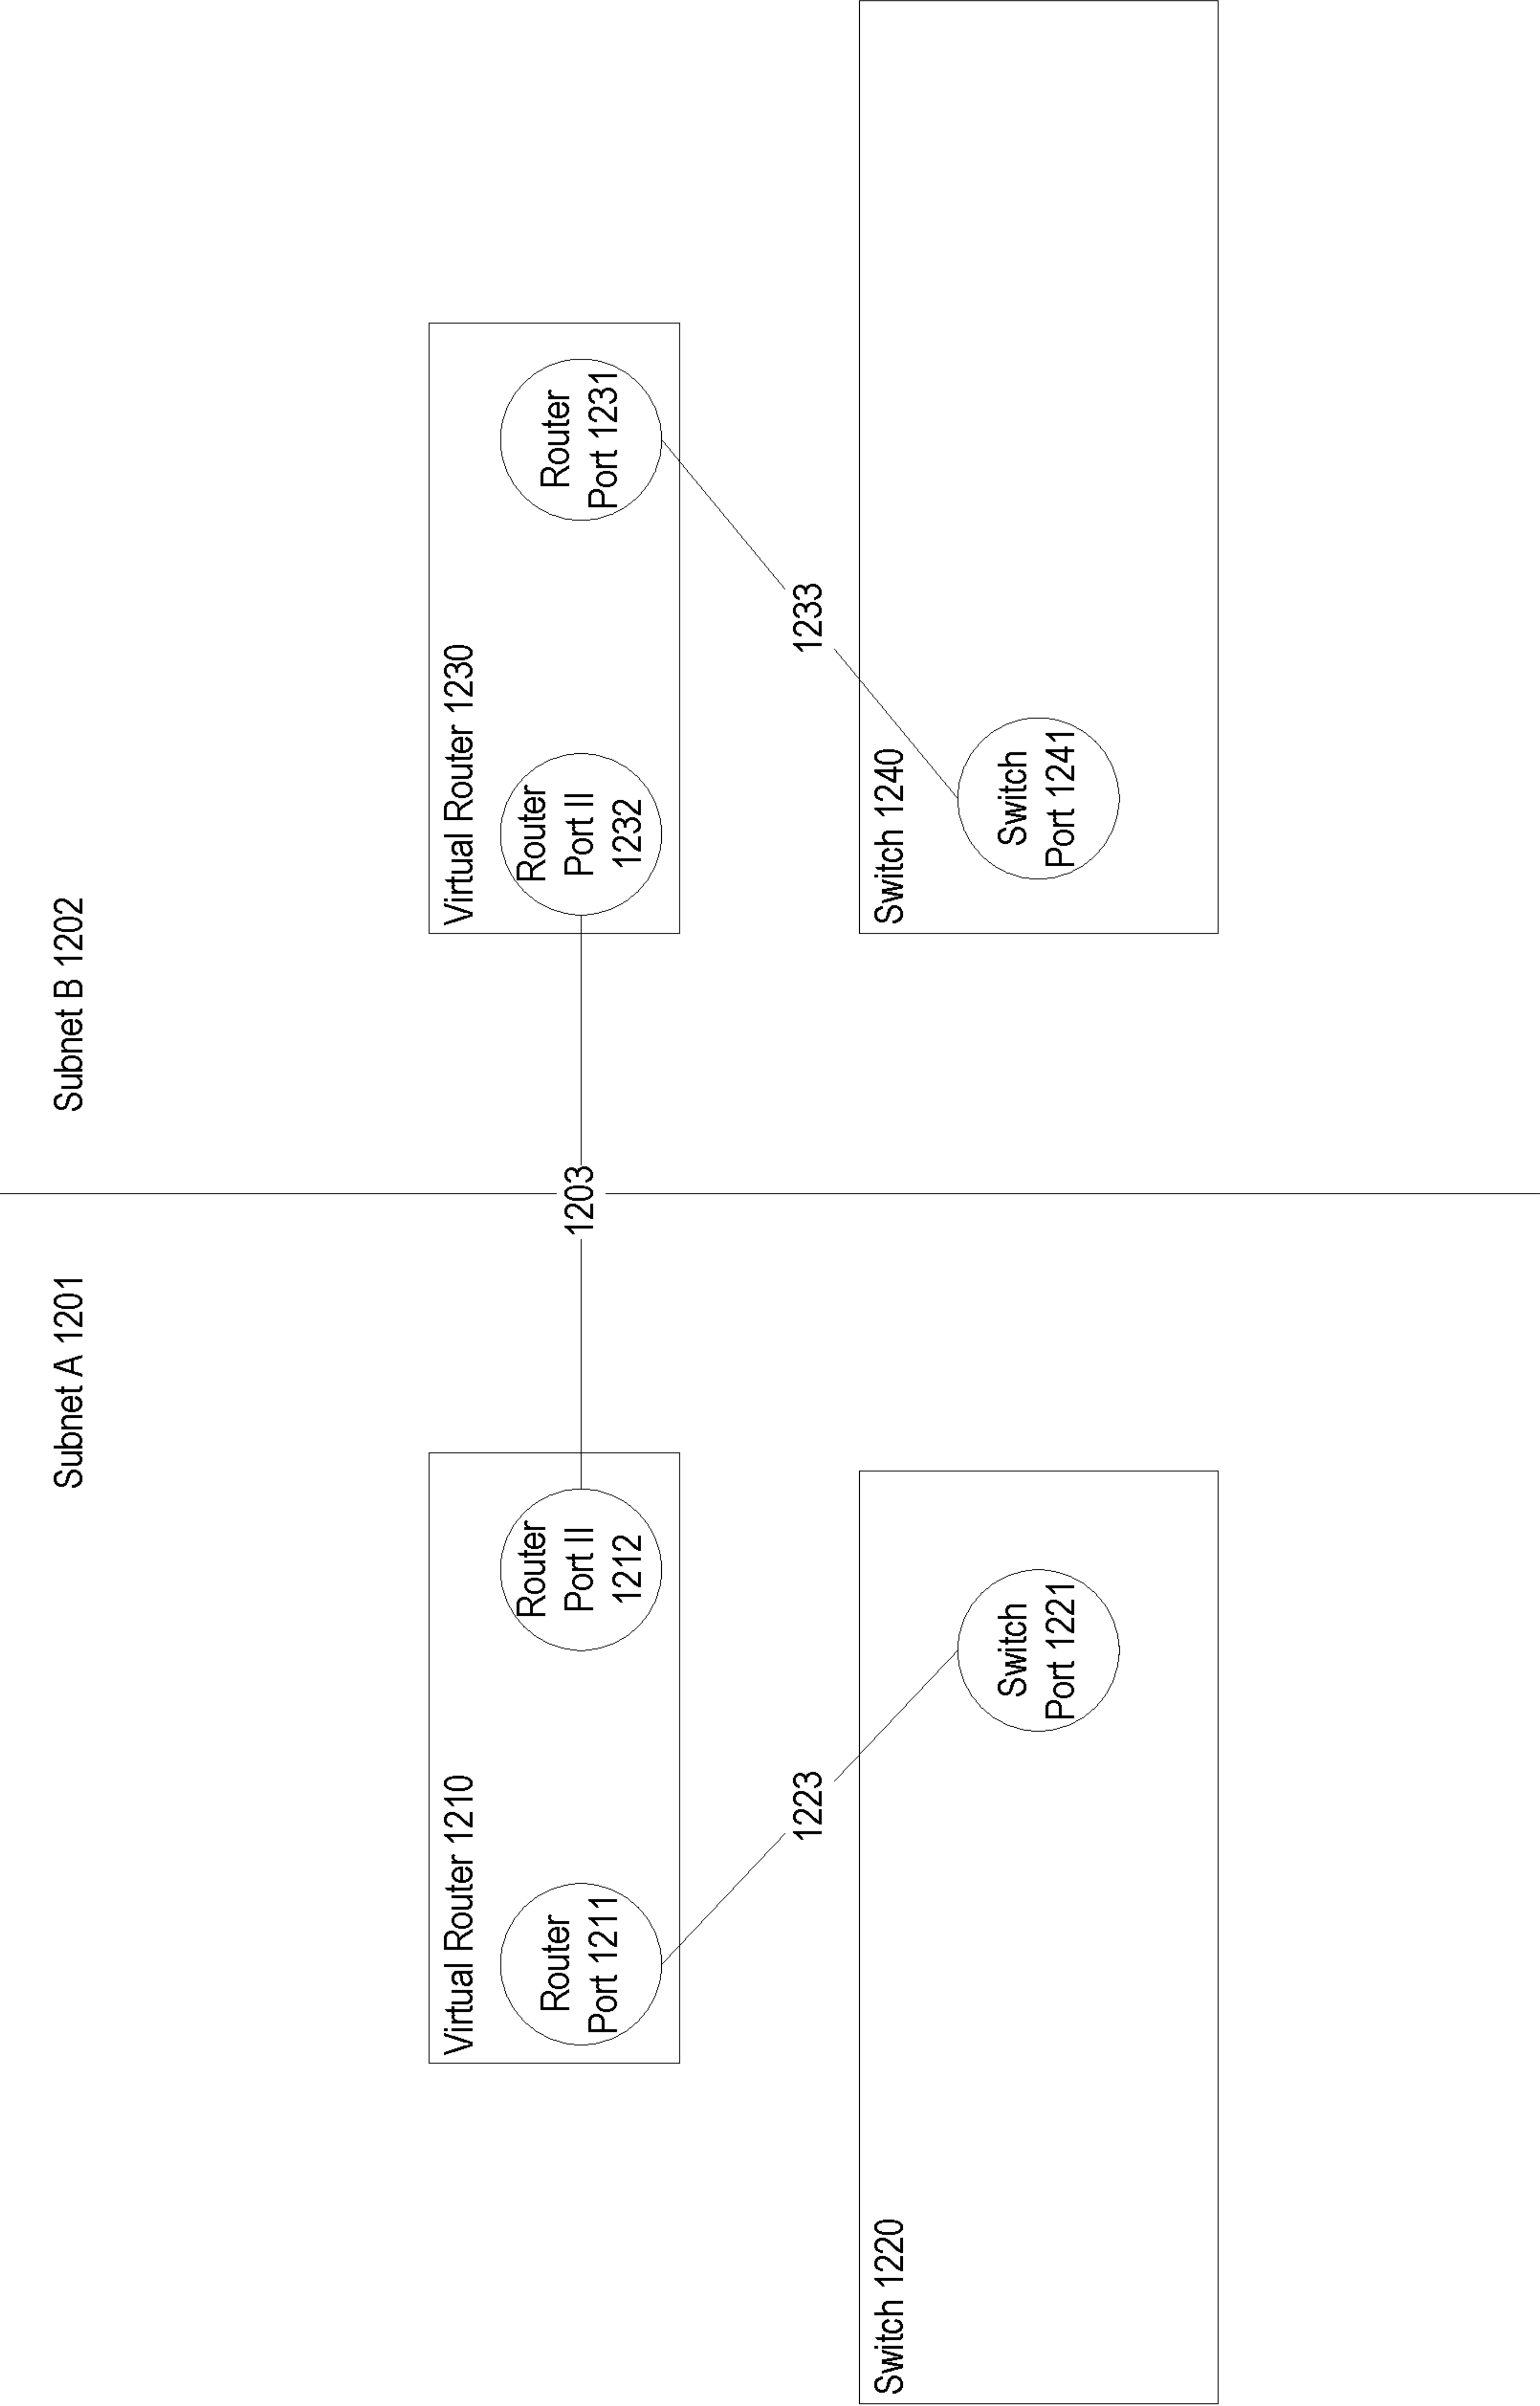 Subnet A 1201
Subnet B 1202
Virtual Router 1210
Router
Port 1211
Router
Port II
1212
1203
Virtual Router 1230
Router
Port II
1232
Router
Port 1231
1223
1233
Switch 1220
Switch
Port 1221
Switch 1240
Switch
Port 1241